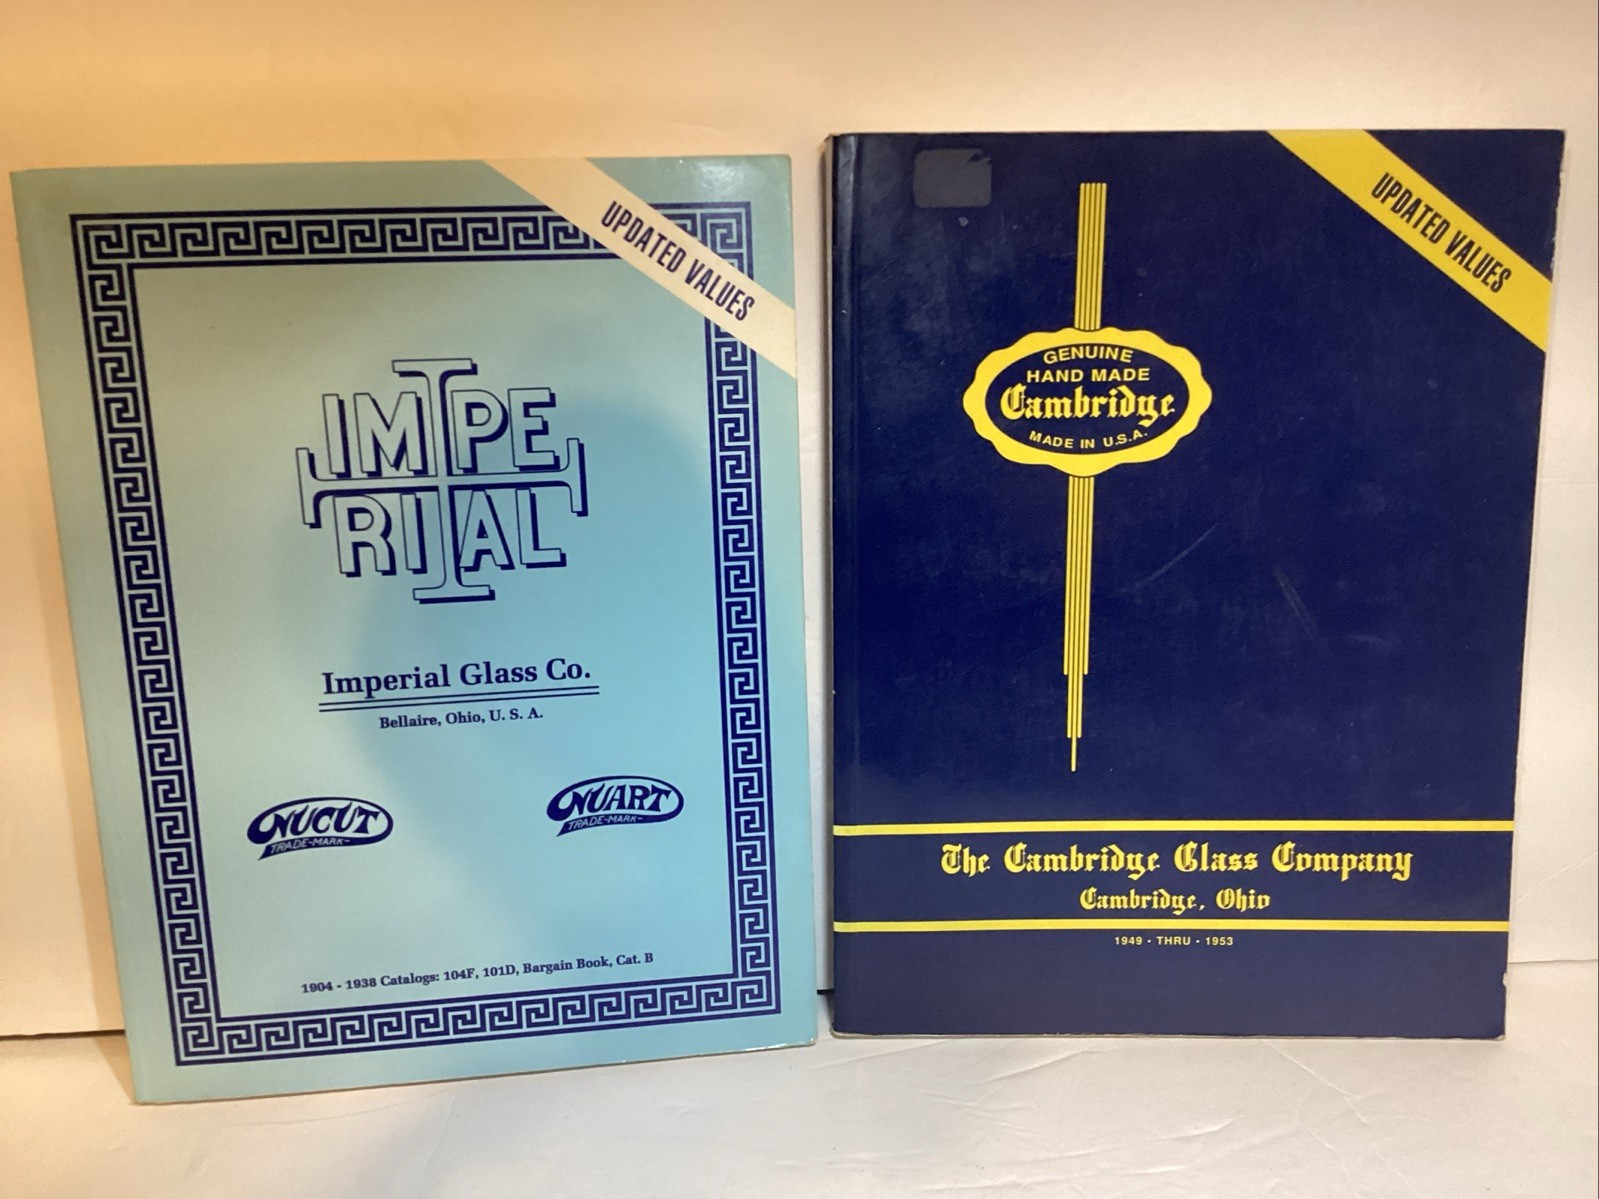 UPDATED VALUES
IMPE
RIAL
Imperial Glass Co.
Bellaire, Ohio, U. S. A.
NUCUT
TRADE-MARK-
NUART
TRADE-MARK-
1904 - 1938 Catalogs: 104F, 101D, Bargain Book, Cat. B
UPDATED VALUES
GENUINE
HAND MADE
Cambridge
MADE IN U.S.A.
The Cambridge Glass Company
Cambridge, Ohio
1949 · THRU · 1953